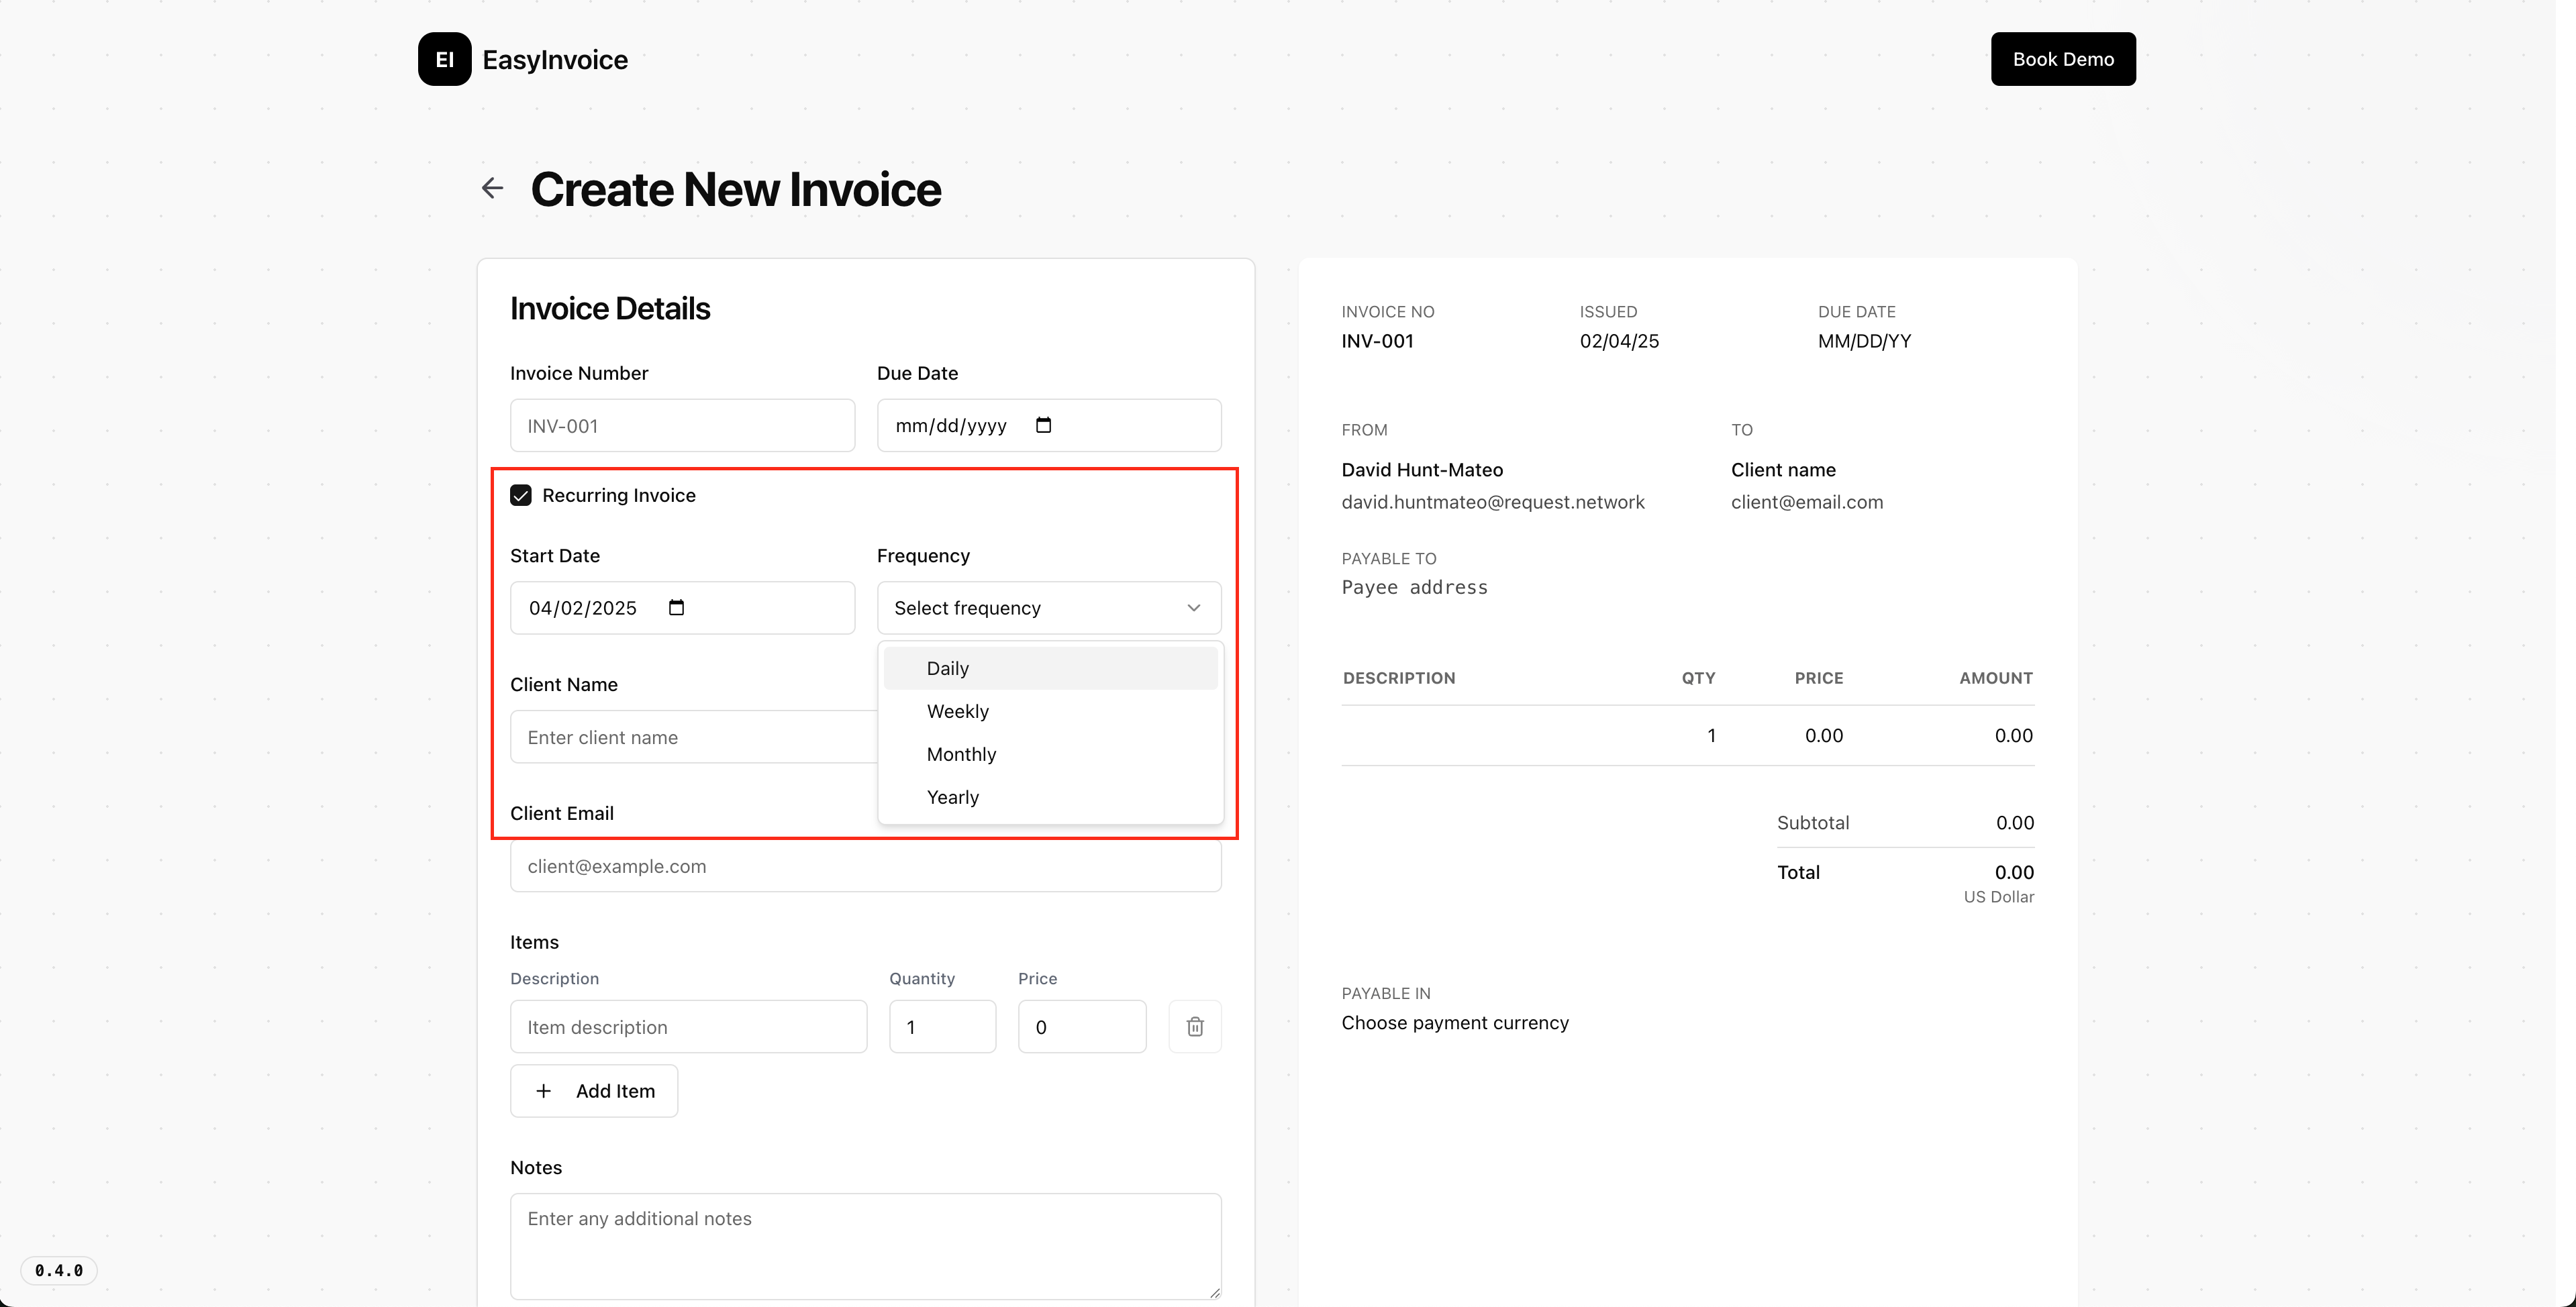 EI EasyInvoice
Book Demo
Create New Invoice
Invoice Details
Invoice Number
Due Date
INV-001
mm/dd/yyyy
Recurring Invoice
Start Date
Frequency
04/02/2025
Select frequency
Daily
Weekly
Monthly
Yearly
Client Name
Enter client name
Client Email
client@example.com
Items
Description
Quantity
Price
Item description
1
0
Add Item
Notes
Enter any additional notes
0.4.0
INVOICE NO
INV-001
ISSUED
02/04/25
DUE DATE
MM/DD/YY
FROM
David Hunt-Mateo
david.huntmateo@request.network
TO
Client name
client@email.com
PAYABLE TO
Payee address
DESCRIPTION QTY PRICE AMOUNT
1 0.00 0.00
Subtotal 0.00
Total 0.00
US Dollar
PAYABLE IN
Choose payment currency